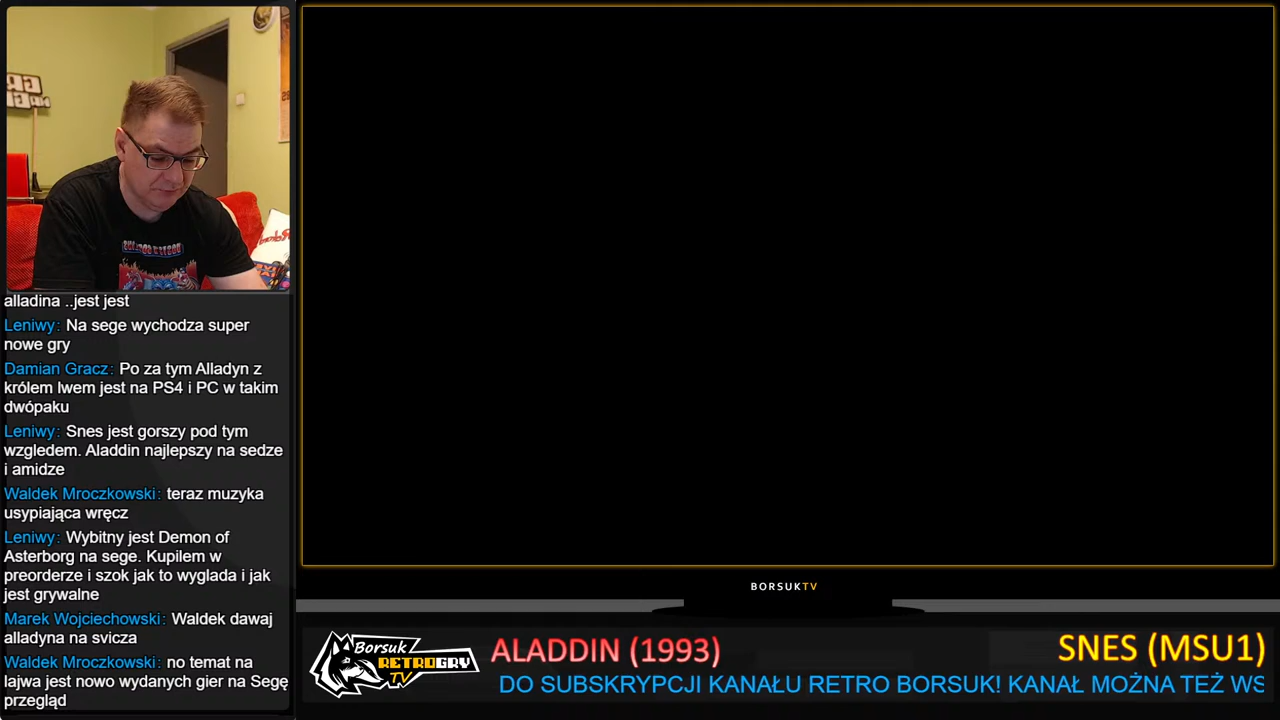 alladina ..jest jest
Leniwy: Na sege wychodza super
nowe gry
Damian Gracz: Po za tym Alladyn z
królem lwem jest na PS4 i PC w takim
dwópaku
Leniwy: Snes jest gorszy pod tym
wzgledem. Aladdin najlepszy na sedze
i amidze
Waldek Mroczkowski: teraz muzyka
usypiająca wręcz
Leniwy: Wybitny jest Demon of
Asterborg na sege. Kupilem w
preorderze i szok jak to wyglada i jak
jest grywalne
Marek Wojciechowski: Waldek dawaj
alladyna na svicza
Waldek Mroczkowski: no temat na
lajwa jest nowo wydanych gier na Segę
przegląd
BORSUKTV
Borsuk
RETROGRY
TV
ALADDIN (1993)
SNES (MSU1)
DO SUBSKRYPCJI KANAŁU RETRO BORSUK! KANAŁ MOŻNA TEŻ WS